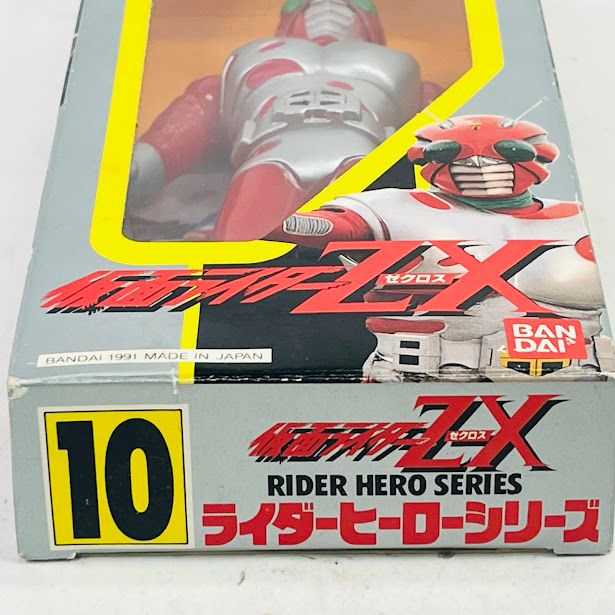 仮面ライダーZX
ゼクロス
BANDAI 1991 MADE IN JAPAN
BAN
DAI
10
仮面ライダーZX
ゼクロス
RIDER HERO SERIES
ライダーヒーローシリーズ